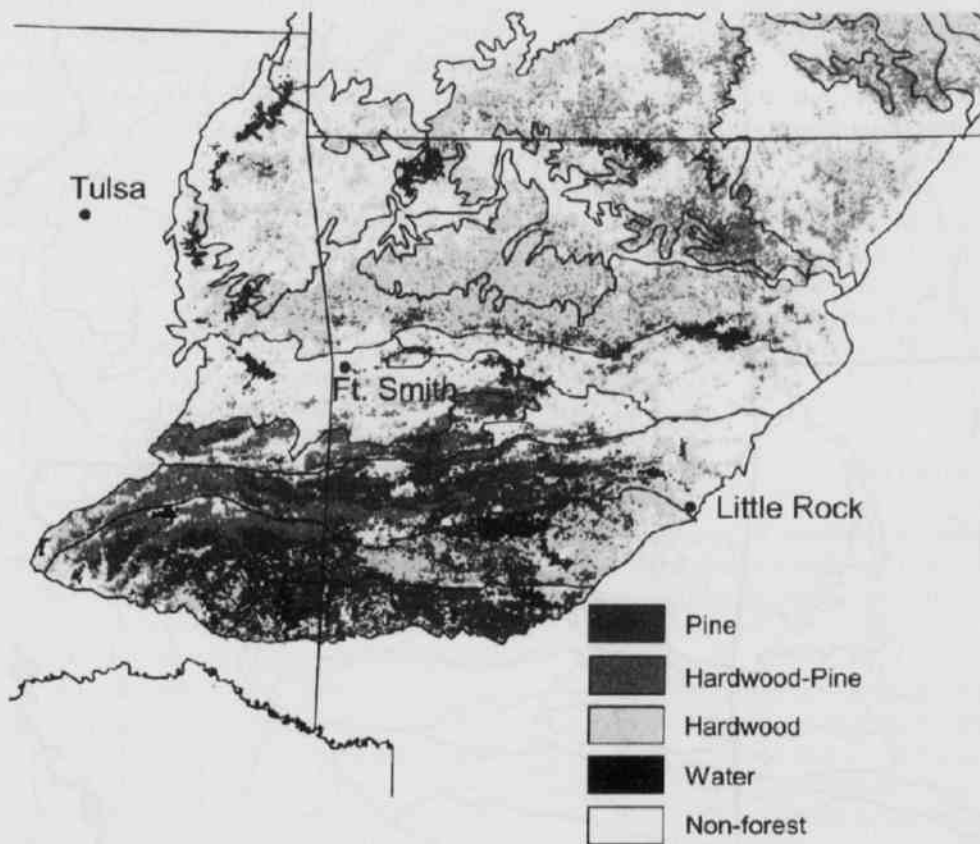 Tulsa
Ft. Smith
Little Rock
Pine
Hardwood-Pine
Hardwood
Water
Non-forest